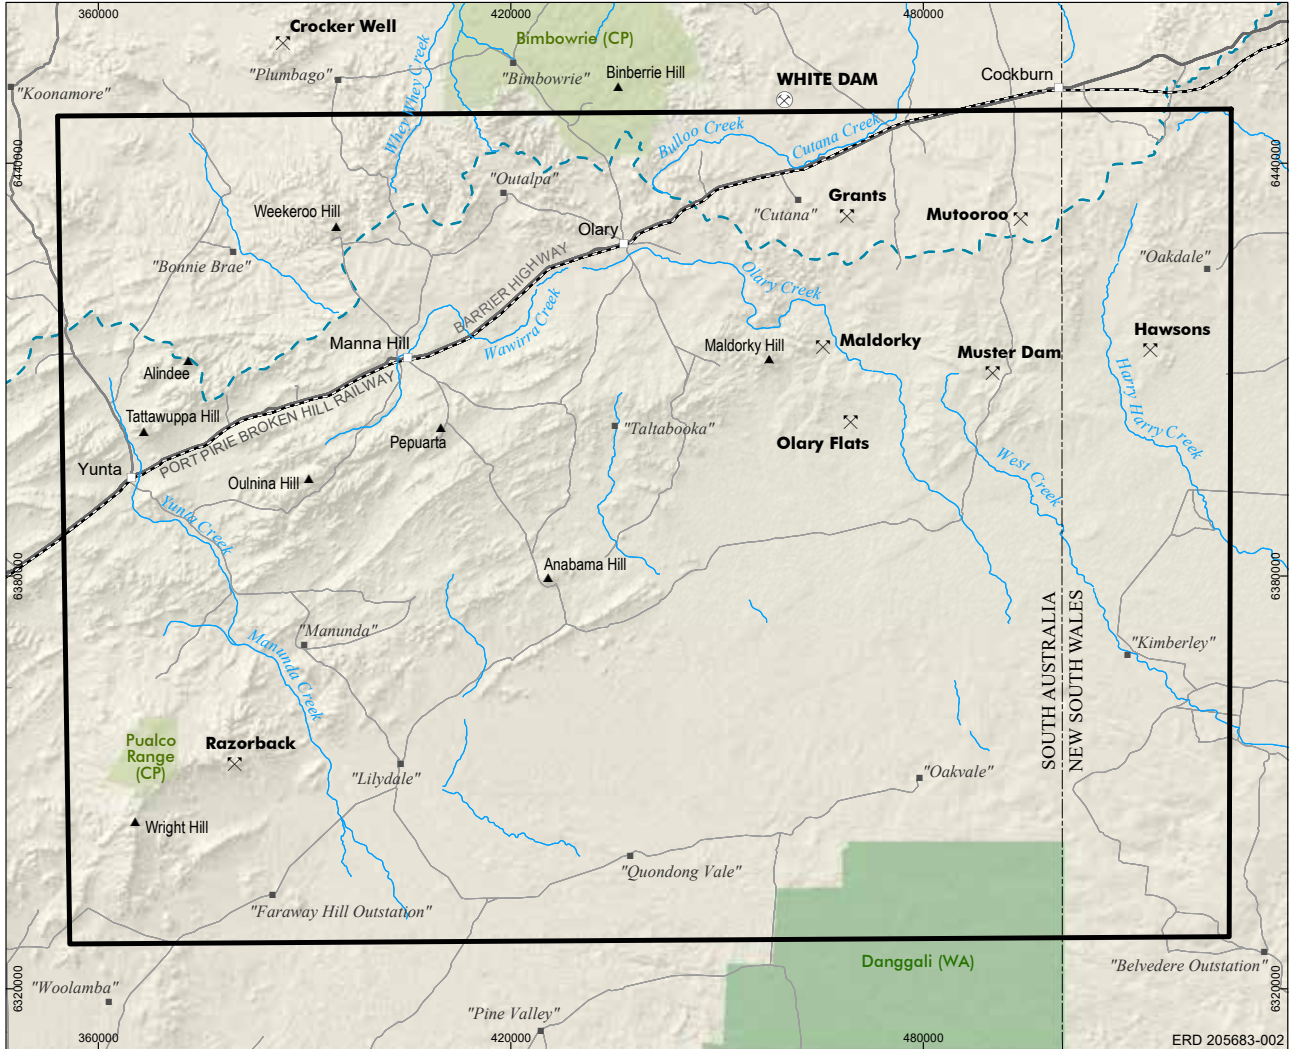 360000
420000
480000
Crocker Well
Bimbowrie (CP)
"Plumbago"
Whey Whey Creek
"Bimbowrie"
Binberrie Hill
WHITE DAM
Cockburn
"Koonamore"
Bulloo Creek
Cutana Creek
6440000
6440000
"Outalpa"
Grants
Weekeroo Hill
"Cutana"
Mutooroo
Olary
"Bonnie Brae"
BARRIER HIGHWAY
Olary Creek
"Oakdale"
Wawirra Creek
Manna Hill
Maldorky Hill
Maldorky
Hawsons
Muster Dam
Alindee
PORT PIRIE BROKEN HILL RAILWAY
Harry Harry Creek
Tattawuppa Hill
Pepuarta
"Taltabooka"
Olary Flats
Yunta
Oulnina Hill
West Creek
Yunta Creek
6380000
6380000
Anabama Hill
SOUTH AUSTRALIA
NEW SOUTH WALES
"Manunda"
Manunda Creek
"Kimberley"
Pualco
Range
(CP)
Razorback
"Lilydale"
"Oakvale"
Wright Hill
"Quondong Vale"
"Faraway Hill Outstation"
Danggali (WA)
"Belvedere Outstation"
"Woolamba"
6320000
6320000
"Pine Valley"
360000
420000
480000
ERD 205683-002